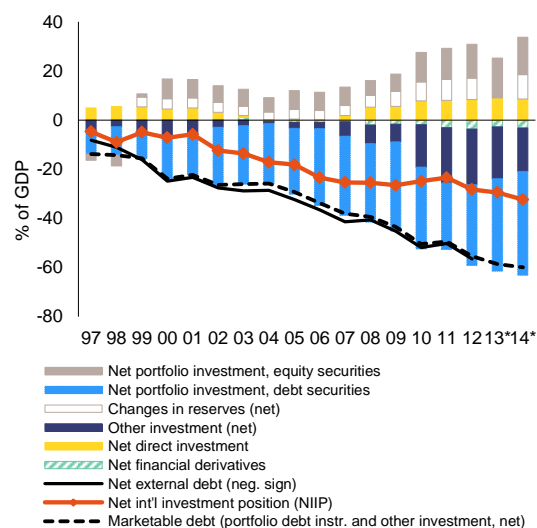 40
20
0
-20
-40
-60
-80
% of GDP
97 98 99 00 01 02 03 04 05 06 07 08 09 10 11 12 13* 14*
Net portfolio investment, equity securities
Net portfolio investment, debt securities
Changes in reserves (net)
Other investment (net)
Net direct investment
Net financial derivatives
Net external debt (neg. sign)
Net int'l investment position (NIIP)
Marketable debt (portfolio debt instr. and other investment, net)